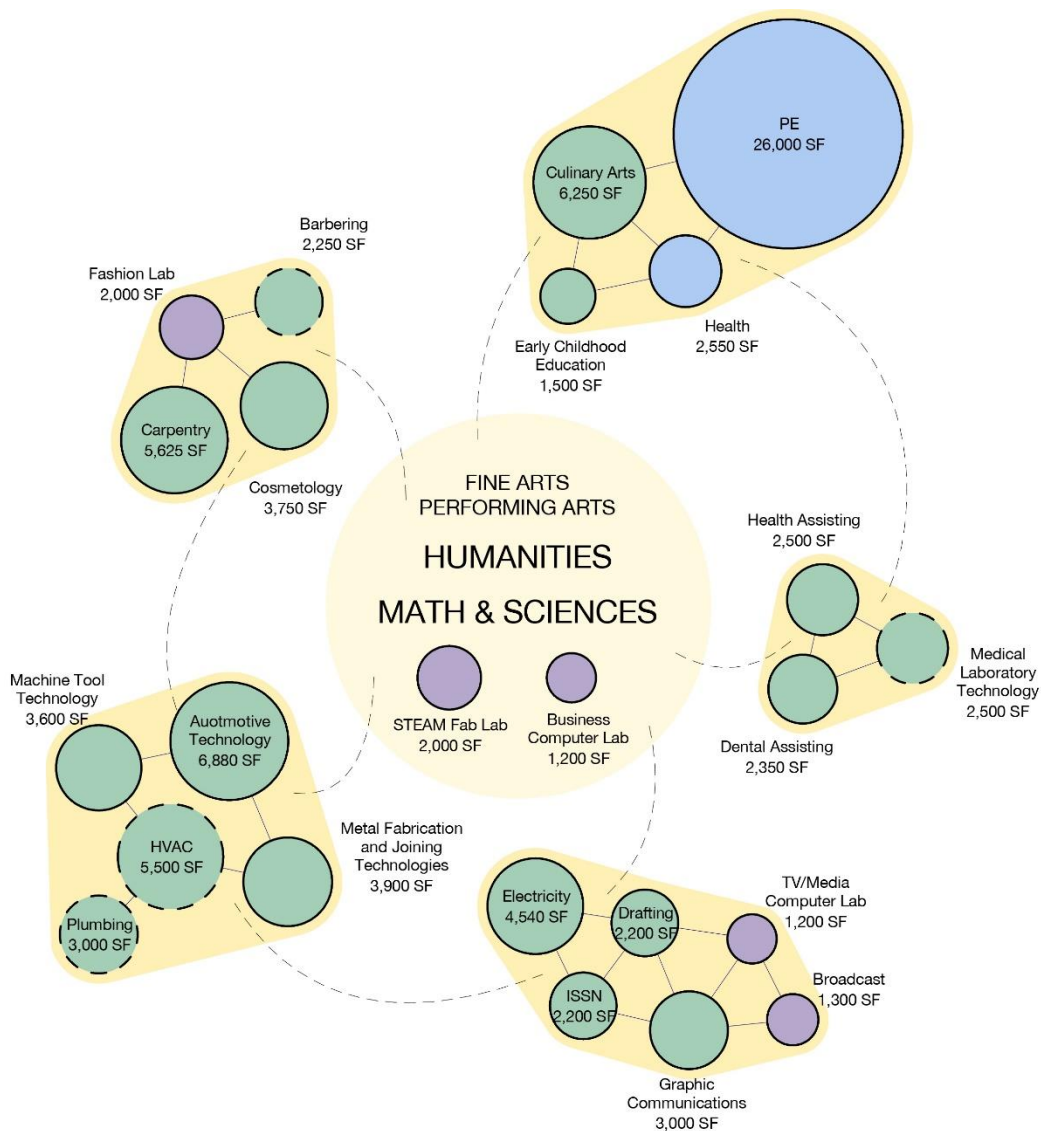 PE
26,000 SF
Culinary Arts
6,250 SF
Health
2,550 SF
Early Childhood
Education
1,500 SF
Barbering
2,250 SF
Fashion Lab
2,000 SF
Carpentry
5,625 SF
Cosmetology
3,750 SF
FINE ARTS
PERFORMING ARTS
HUMANITIES
MATH & SCIENCES
STEAM Fab Lab
2,000 SF
Business
Computer Lab
1,200 SF
Health Assisting
2,500 SF
Medical
Laboratory
Technology
2,500 SF
Dental Assisting
2,350 SF
Machine Tool
Technology
3,600 SF
Auotmotive
Technology
6,880 SF
HVAC
5,500 SF
Plumbing
3,000 SF
Metal Fabrication
and Joining
Technologies
3,900 SF
Electricity
4,540 SF
Drafting
2,200 SF
TV/Media
Computer Lab
1,200 SF
ISSN
2,200 SF
Broadcast
1,300 SF
Graphic
Communications
3,000 SF